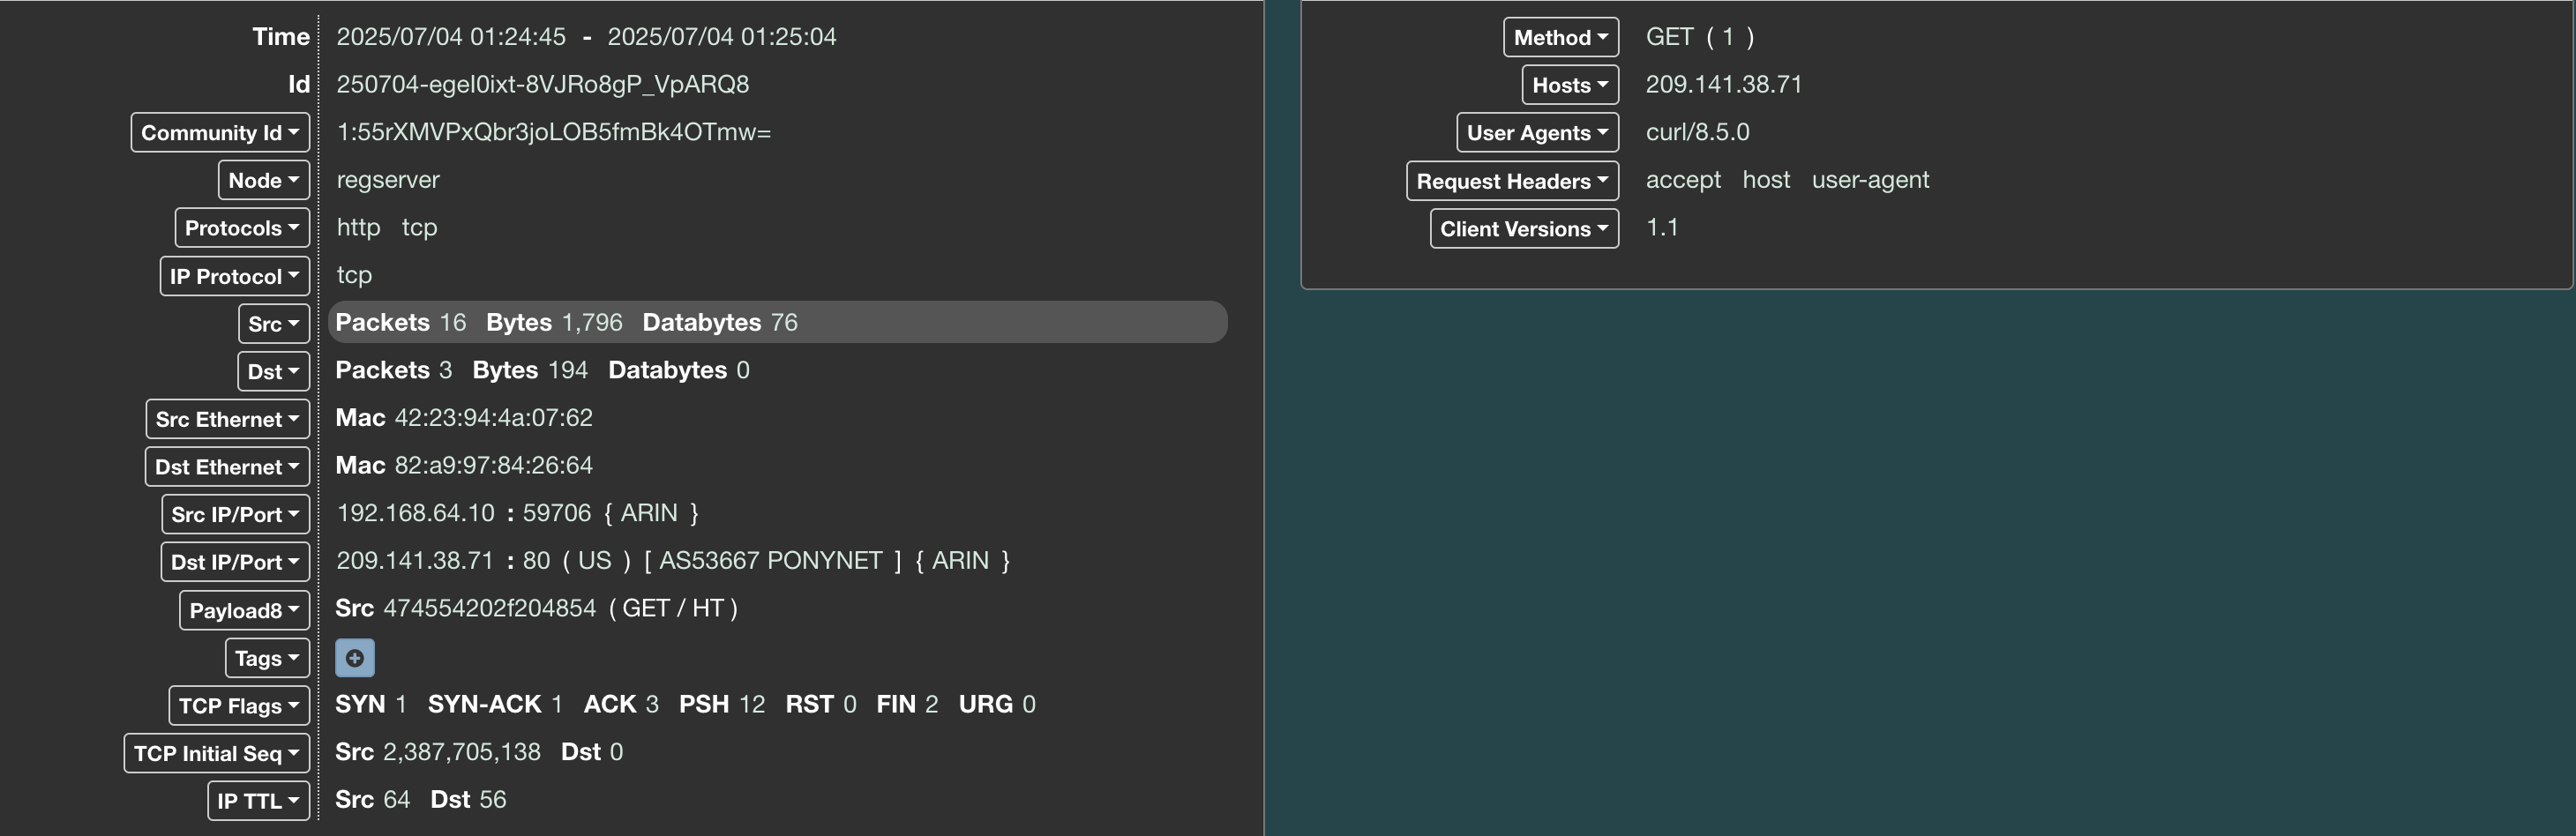 Time 2025/07/04 01:24:45 - 2025/07/04 01:25:04
Id 250704-egel0ixt-8VJRo8gP_VpARQ8
Community Id 1:55rXMVPxQbr3joLOB5fmBk4OTmw=
Node regserver
Protocols http tcp
IP Protocol tcp
Src Packets 16 Bytes 1,796 Databytes 76
Dst Packets 3 Bytes 194 Databytes 0
Src Ethernet Mac 42:23:94:4a:07:62
Dst Ethernet Mac 82:a9:97:84:26:64
Src IP/Port 192.168.64.10 : 59706 { ARIN }
Dst IP/Port 209.141.38.71 : 80 ( US ) [ AS53667 PONYNET ] { ARIN }
Payload8 Src 474554202f204854 ( GET / HT )
Tags
TCP Flags SYN 1 SYN-ACK 1 ACK 3 PSH 12 RST 0 FIN 2 URG 0
TCP Initial Seq Src 2,387,705,138 Dst 0
IP TTL Src 64 Dst 56
Method GET ( 1 )
Hosts 209.141.38.71
User Agents curl/8.5.0
Request Headers accept host user-agent
Client Versions 1.1